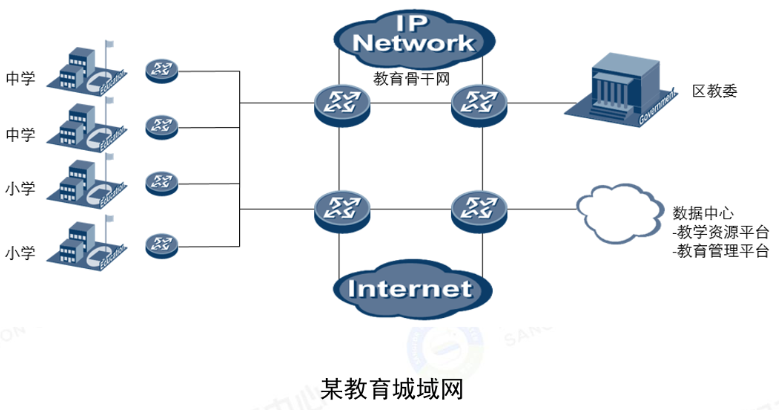 IP
Network
教育骨干网
中学
Education
区教委
Government
中学
Education
小学
Education
数据中心
-教学资源平台
-教育管理平台
小学
Education
Internet
某教育城域网